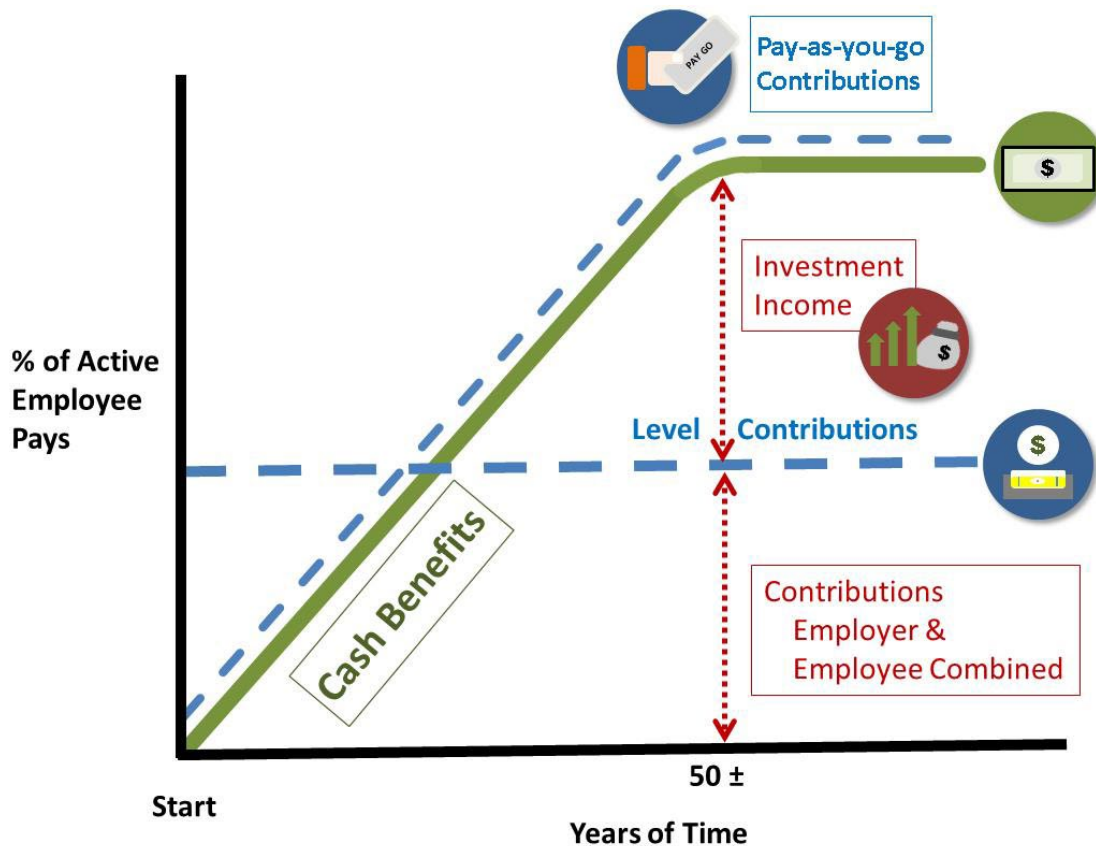 PAY GO
Pay-as-you-go
Contributions
$
Investment
Income
$
% of Active
Employee
Pays
Level Contributions
$
Cash Benefits
Contributions
Employer &
Employee Combined
50 ±
Start
Years of Time